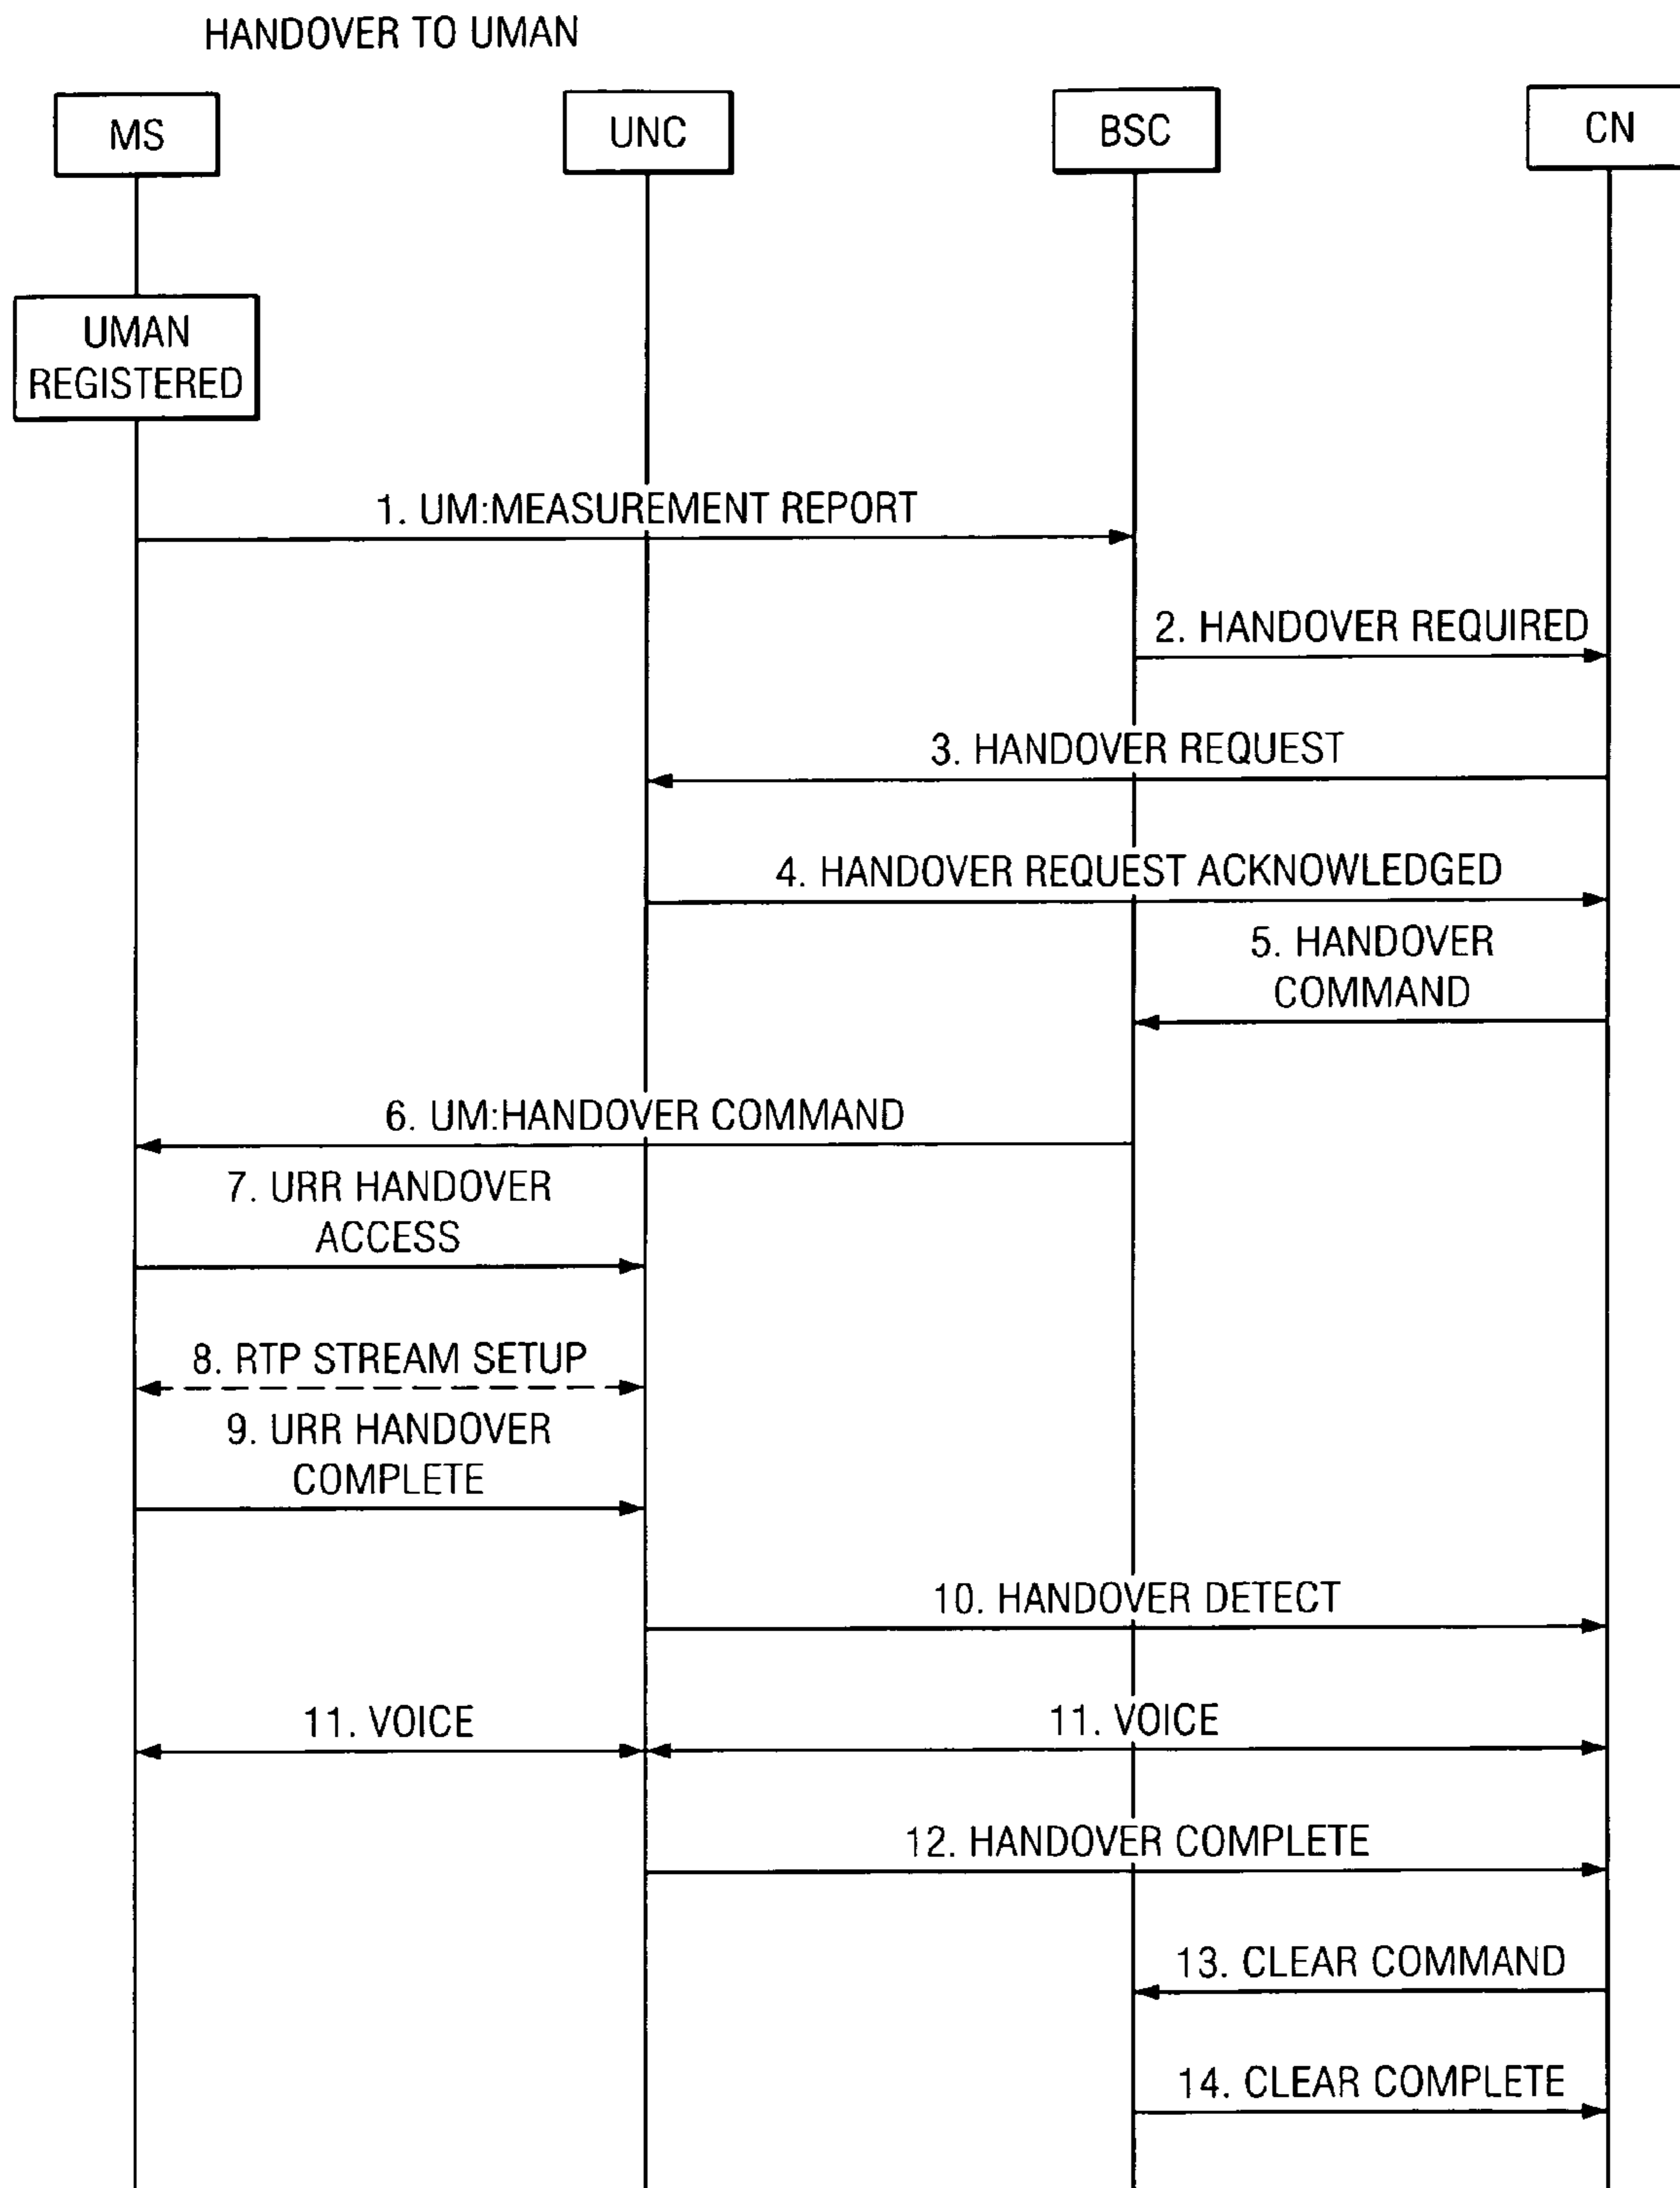 HANDOVER TO UMAN
MS
UNC
BSC
CN
UMAN
REGISTERED
1. UM:MEASUREMENT REPORT
2. HANDOVER REQUIRED
3. HANDOVER REQUEST
4. HANDOVER REQUEST ACKNOWLEDGED
5. HANDOVER
COMMAND
6. UM:HANDOVER COMMAND
7. URR HANDOVER
ACCESS
8. RTP STREAM SETUP
9. URR HANDOVER
COMPLETE
10. HANDOVER DETECT
11. VOICE
11. VOICE
12. HANDOVER COMPLETE
13. CLEAR COMMAND
14. CLEAR COMPLETE